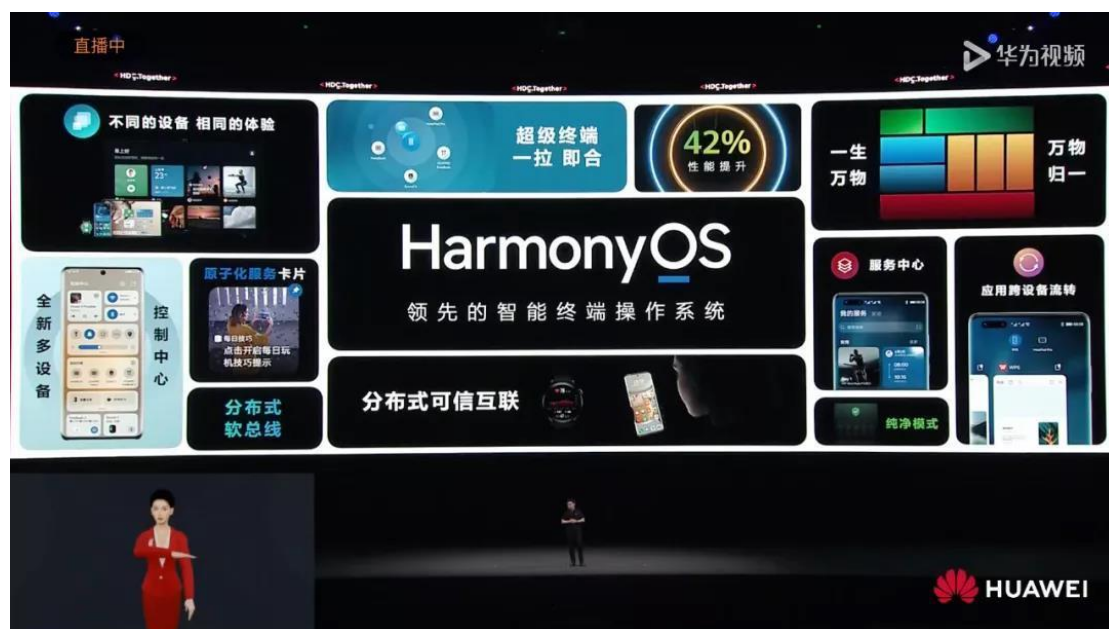 直播中
华为视频
<HDC.Together>
<HDC.Together>
<HDC.Together>
<HDC.Together>
<HDC.Together>
不同的设备 相同的体验
超级终端
一拉 即合
42%
性能提升
一生
万物
万物
归一
HarmonyOS
领先的智能终端操作系统
全新多设备
控制中心
原子化服务卡片
每日技巧
点击开启每日玩
机技巧提示
服务中心
我的服务
应用跨设备流转
WPS
分布式
软总线
分布式可信互联
纯净模式
HUAWEI